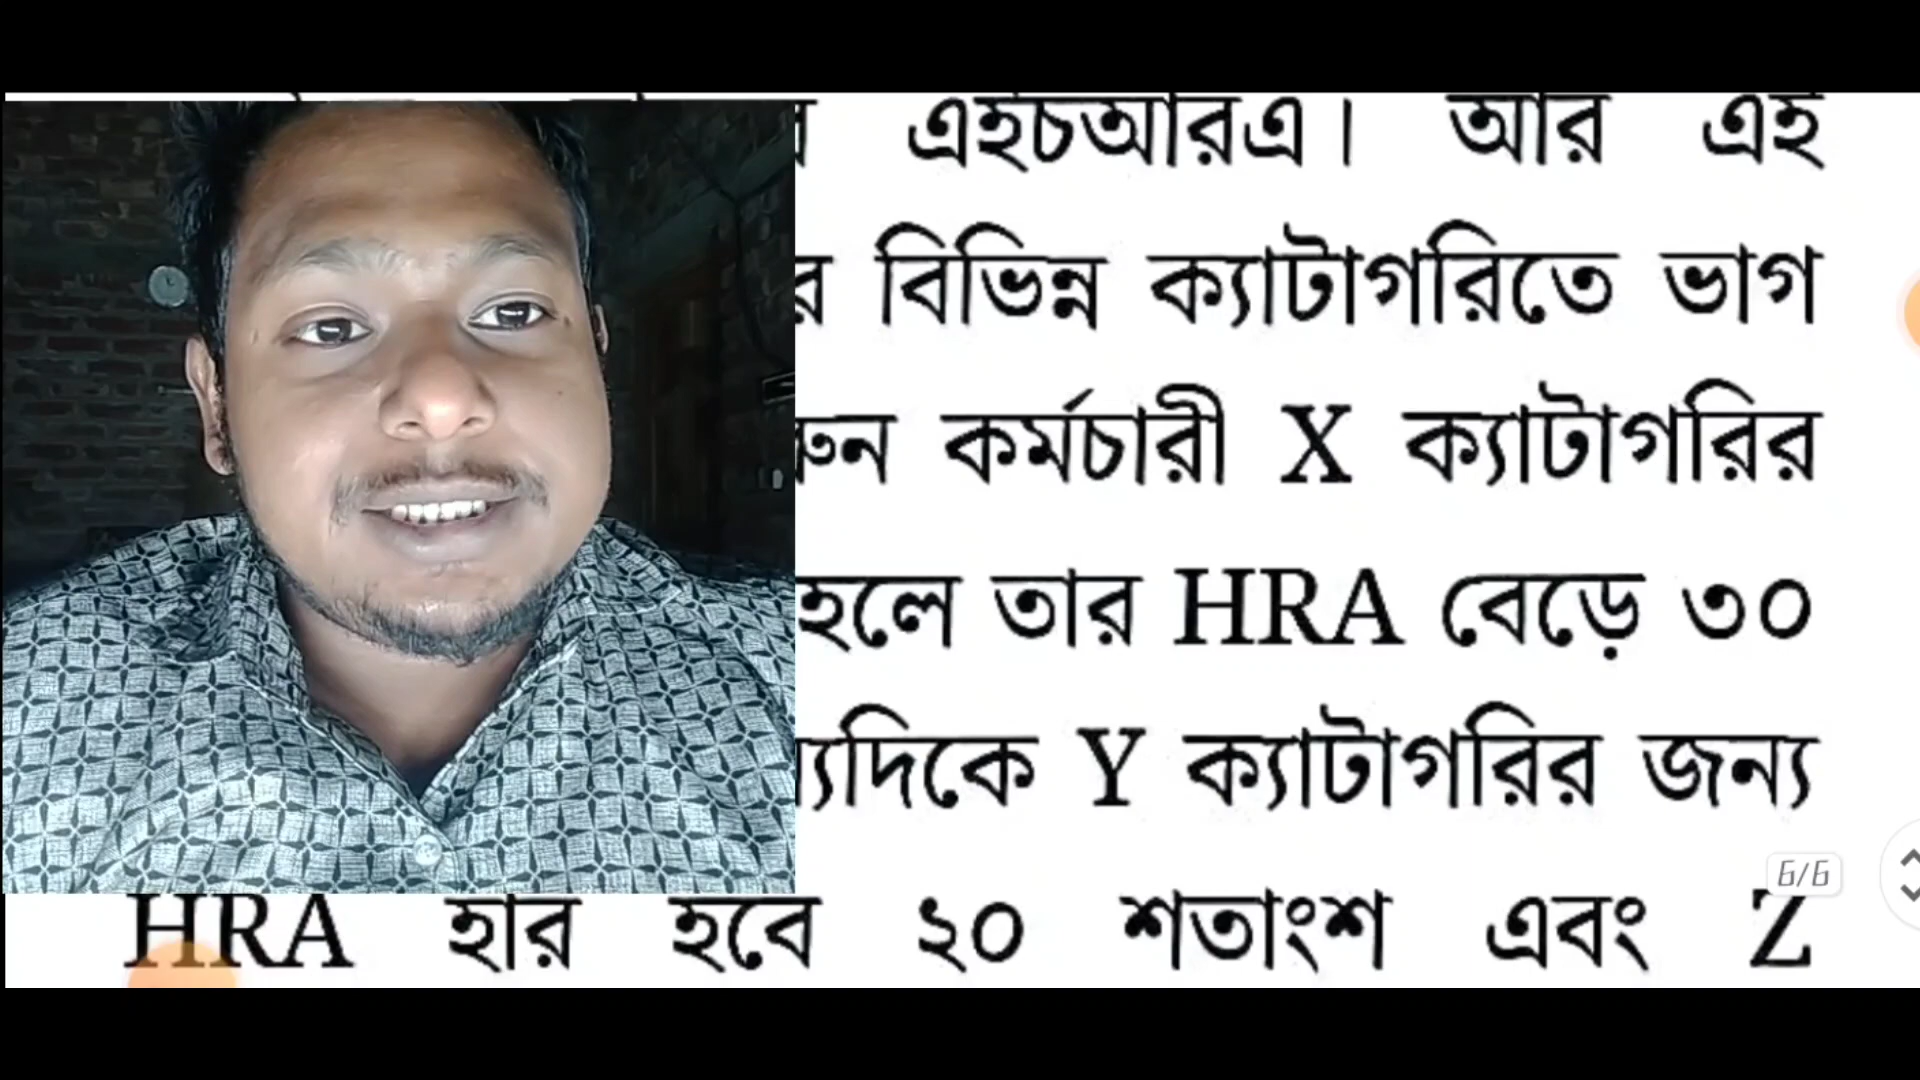 এইচআরএ। আর এই
বিভিন্ন ক্যাটাগরিতে ভাগ
কর্মচারী X ক্যাটাগরির
হলে তার HRA বেড়ে ৩০
Y ক্যাটাগরির জন্য
6/6
HRA হার হবে ২০ শতাংশ এবং Z